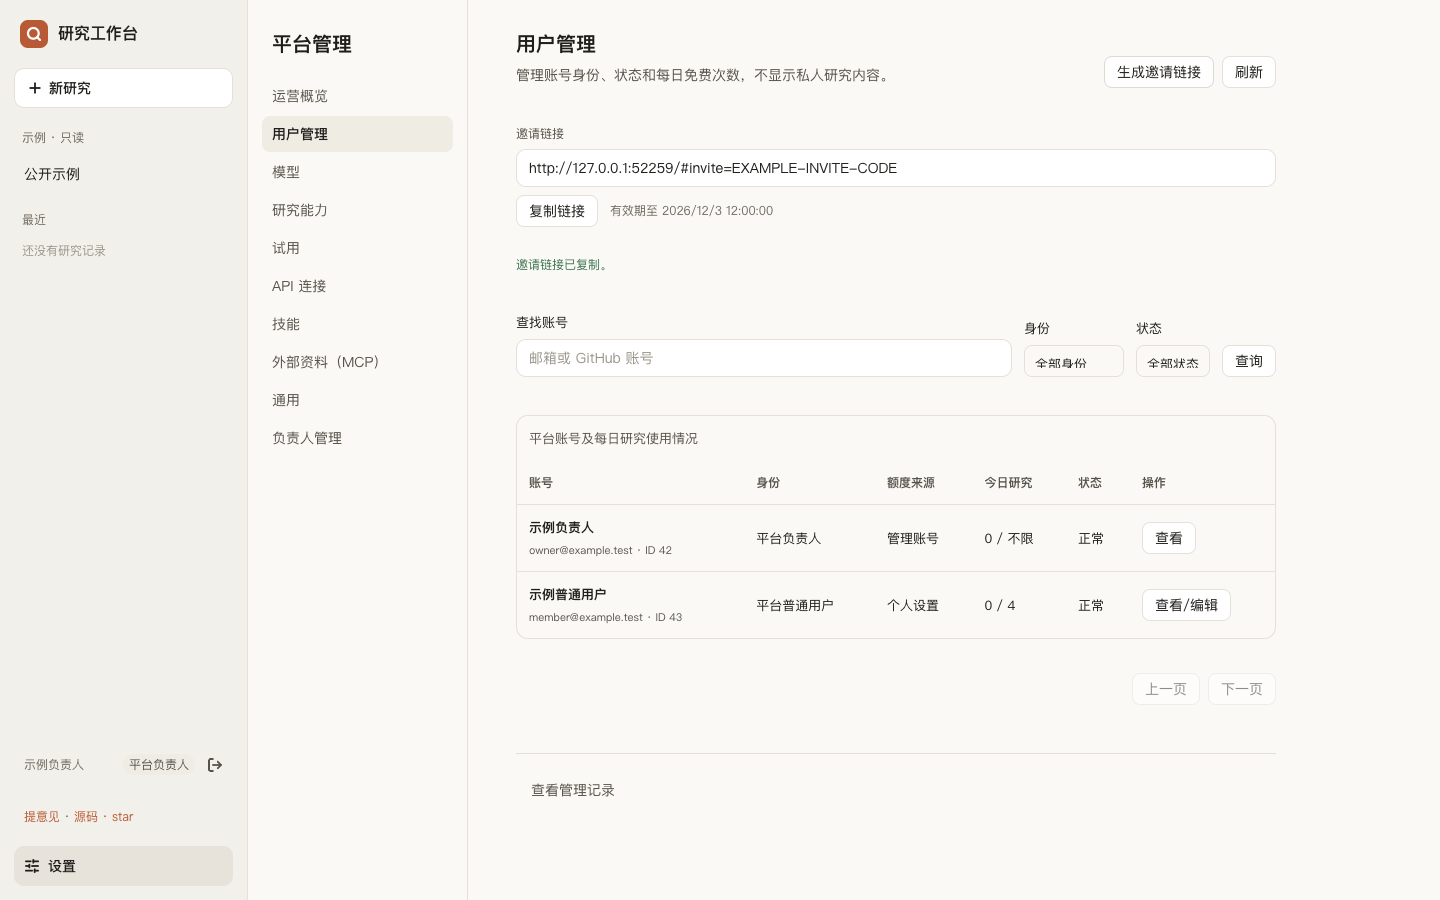 研究工作台
新研究
示例 · 只读
公开示例
最近
还没有研究记录
示例负责人
平台负责人
提意见 · 源码 · star
设置
平台管理
运营概览
用户管理
模型
研究能力
试用
API 连接
技能
外部资料（MCP）
通用
负责人管理
用户管理
管理账号身份、状态和每日免费次数，不显示私人研究内容。
生成邀请链接
刷新
邀请链接
http://127.0.0.1:52259/#invite=EXAMPLE-INVITE-CODE
复制链接
有效期至 2026/12/3 12:00:00
邀请链接已复制。
查找账号
身份
状态
邮箱或 GitHub 账号
全部身份
全部状态
查询
平台账号及每日研究使用情况
账号 身份 额度来源 今日研究 状态 操作
示例负责人
owner@example.test · ID 42
平台负责人 管理账号 0 / 不限 正常 查看
示例普通用户
member@example.test · ID 43
平台普通用户 个人设置 0 / 4 正常 查看/编辑
上一页
下一页
查看管理记录